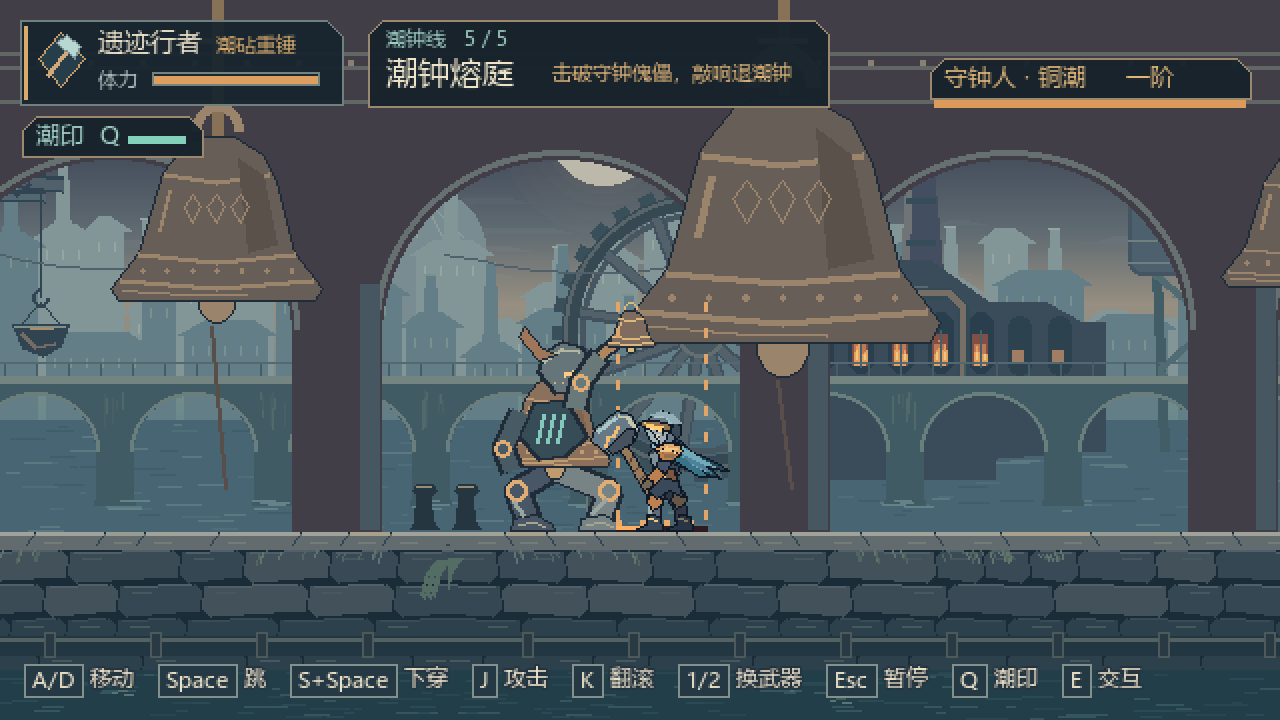 遗迹行者 潮砧重锤
体力
潮印 Q
潮钟线 5/5
潮钟熔庭 击破守钟傀儡，敲响退潮钟
守钟人·铜潮 一阶
A/D 移动 Space 跳 S+Space 下穿 J 攻击 K 翻滚 1/2 换武器 Esc 暂停 Q 潮印 E 交互